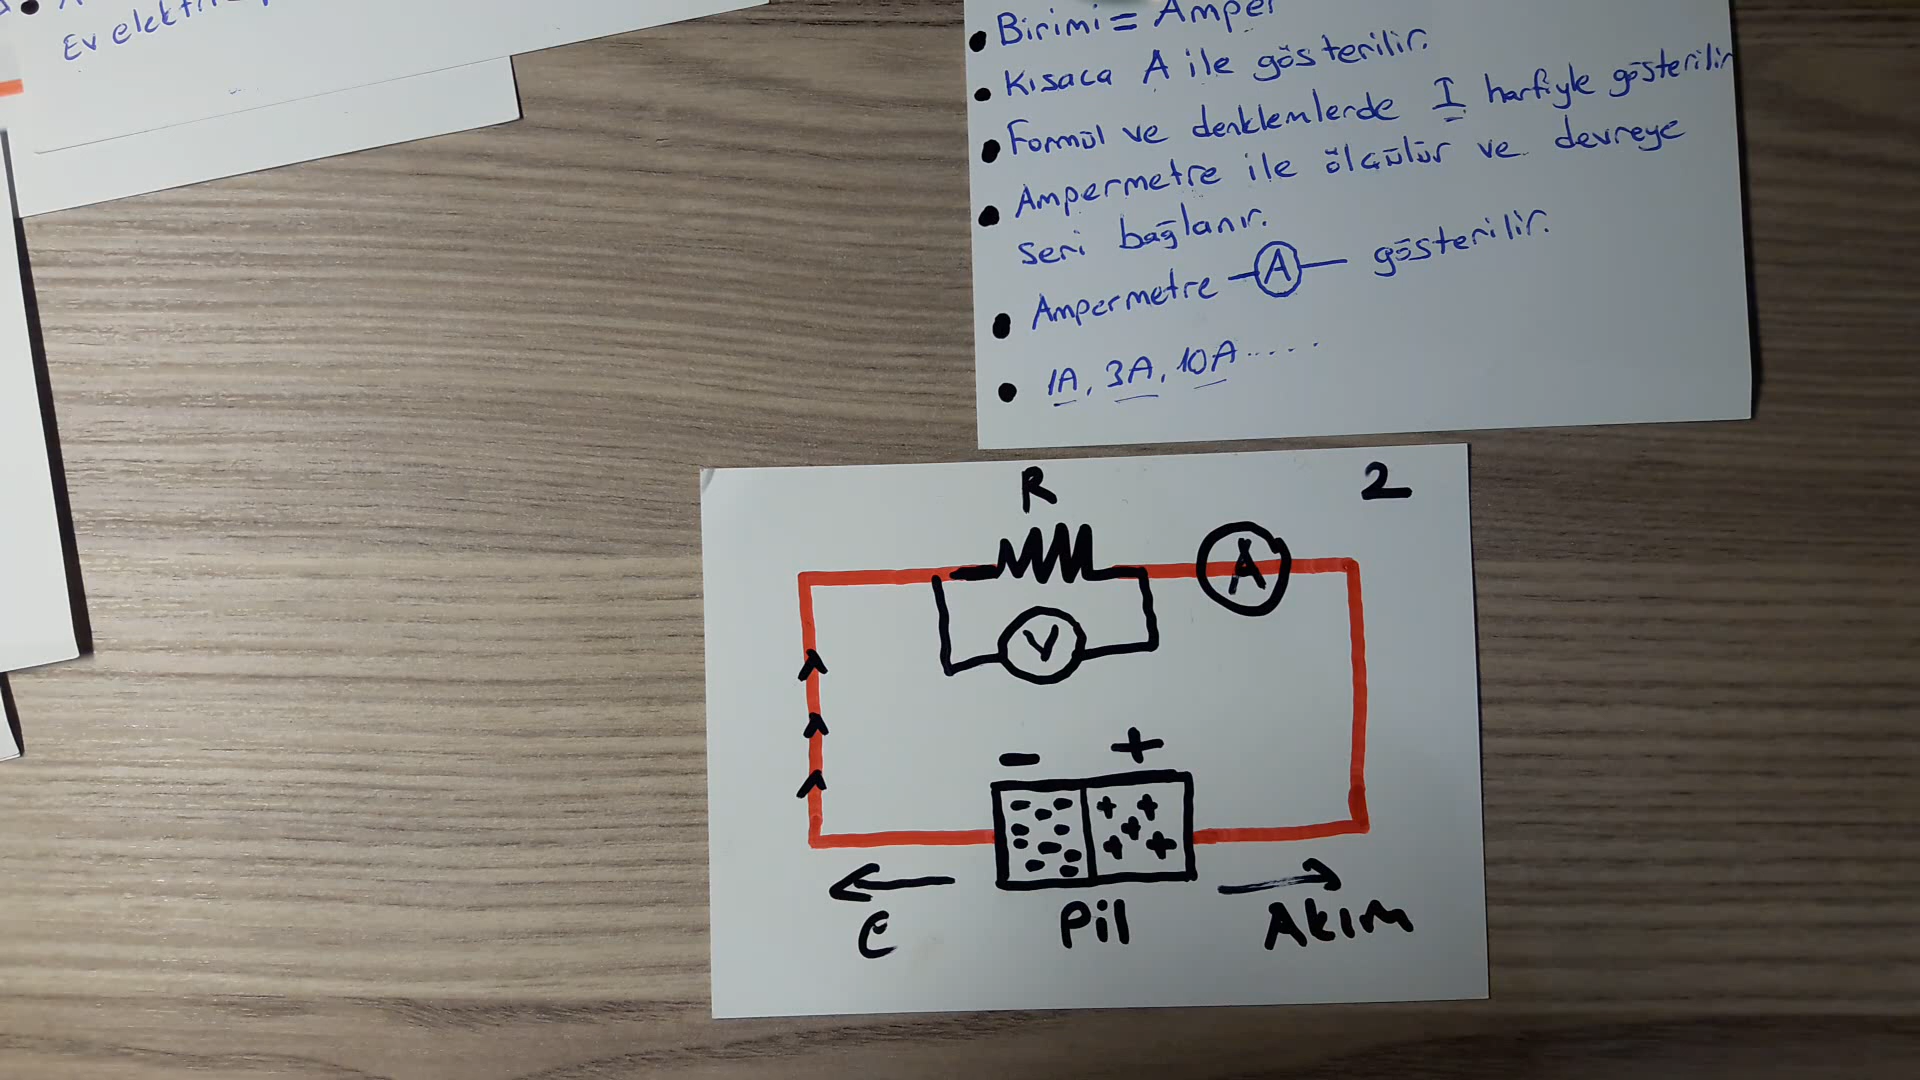 Ev
Birimi = Amper
Kısaca A ile gösterilir.
Formül ve denklemlerde I harfiyle gösterilir
Ampermetre ile ölçülür ve devreye
seri bağlanır.
Ampermetre A gösterilir.
1A, 3A, 10A.....
R 2
A
V
- +
e Pil Akım